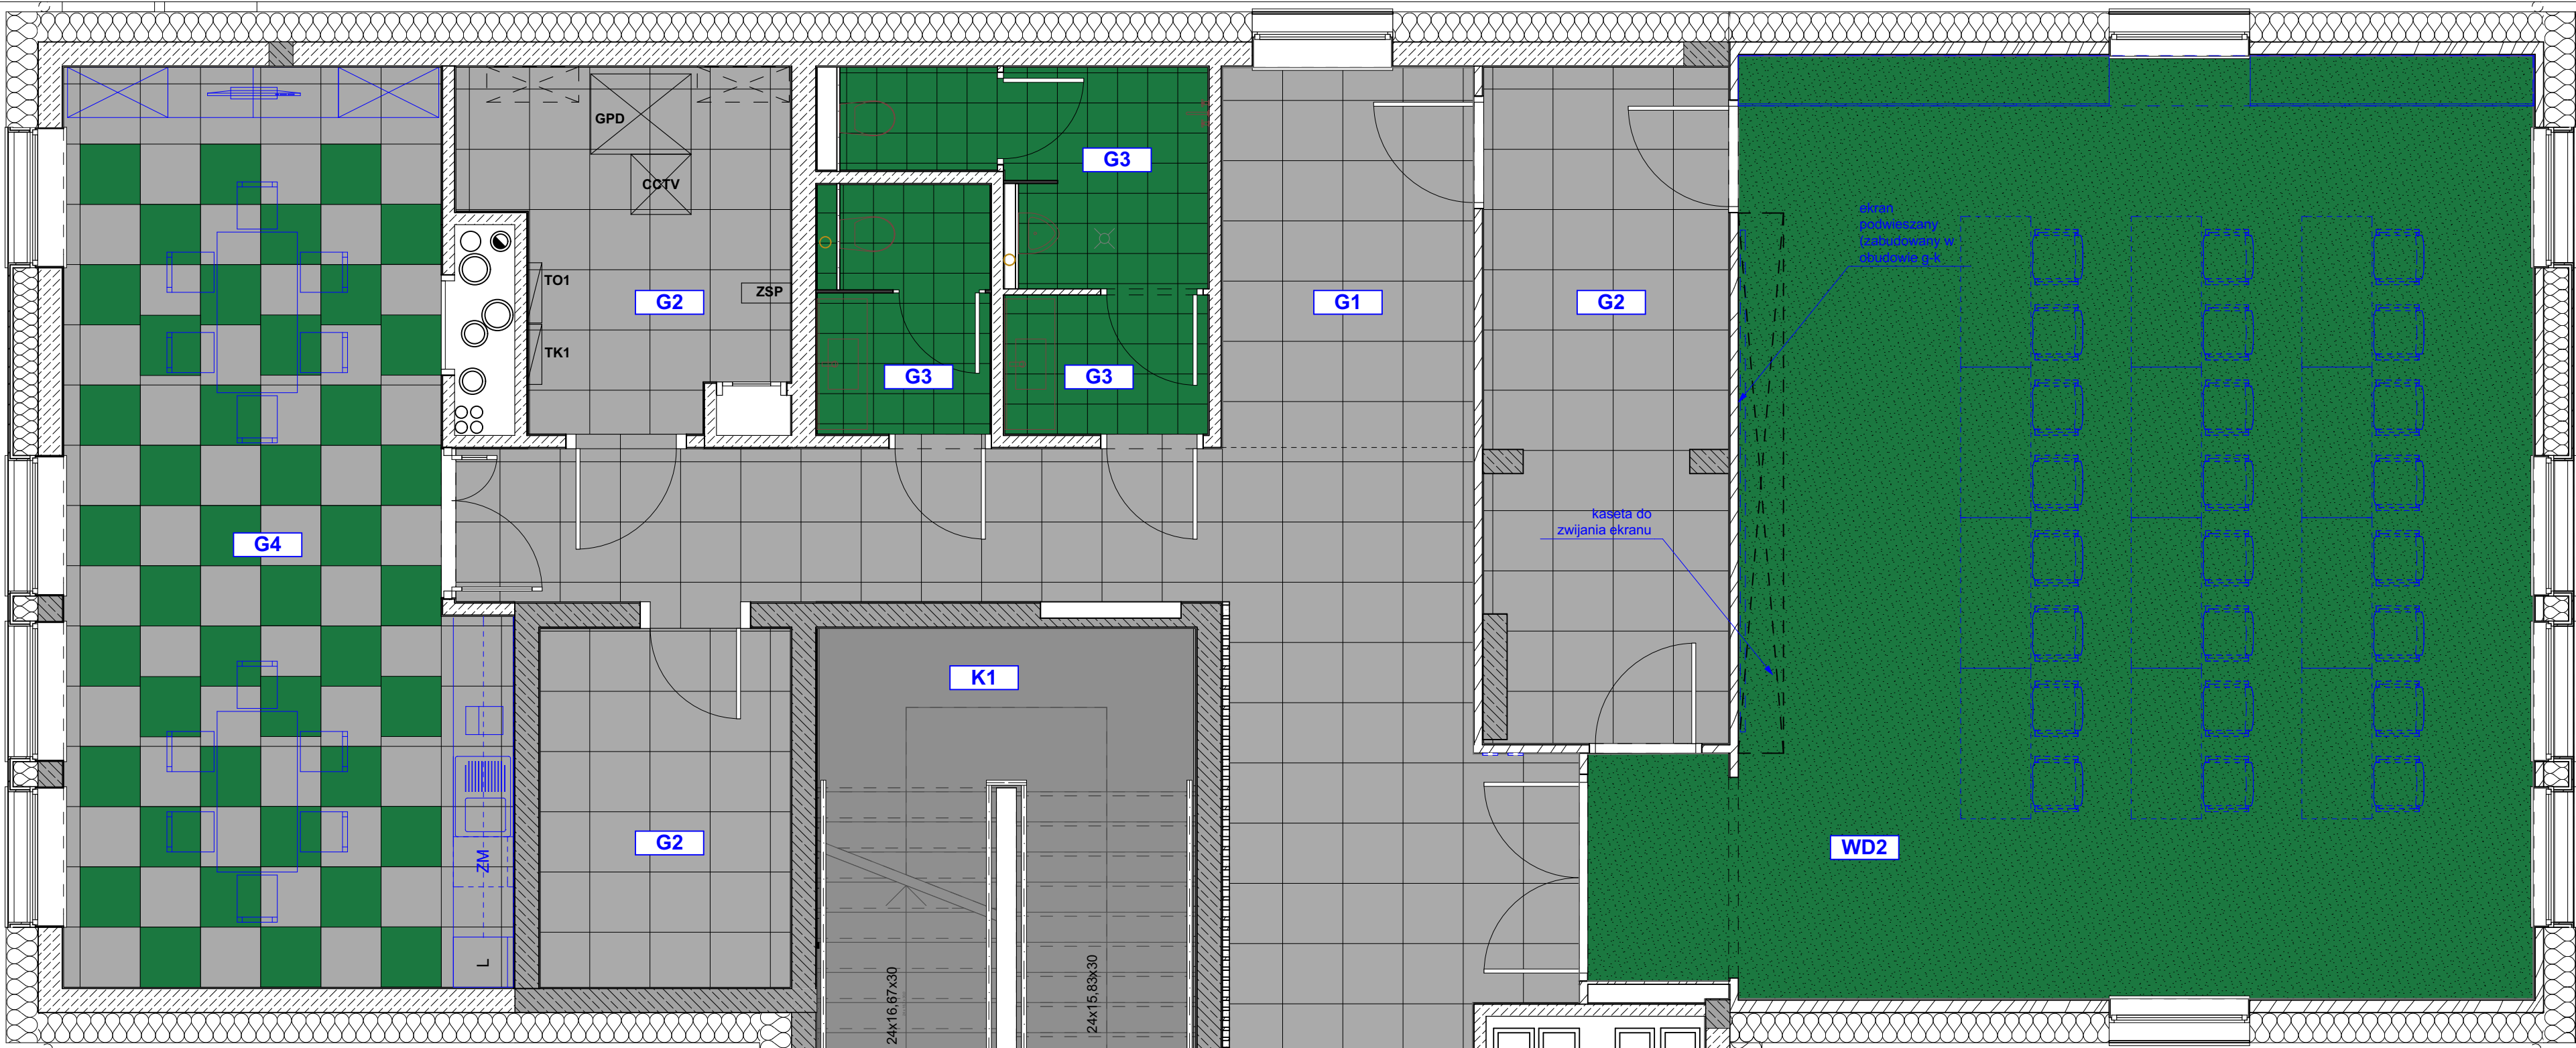 GPD
CCTV
G3
ekran
podwieszany
(zabudowany w
obudowie g-k
TO1
G2
ZSP
G1
G2
TK1
G3
G3
kaseta do
zwijania ekranu
G4
K1
G2
WD2
ZM
L
24x16,67x30
24x15,83x30